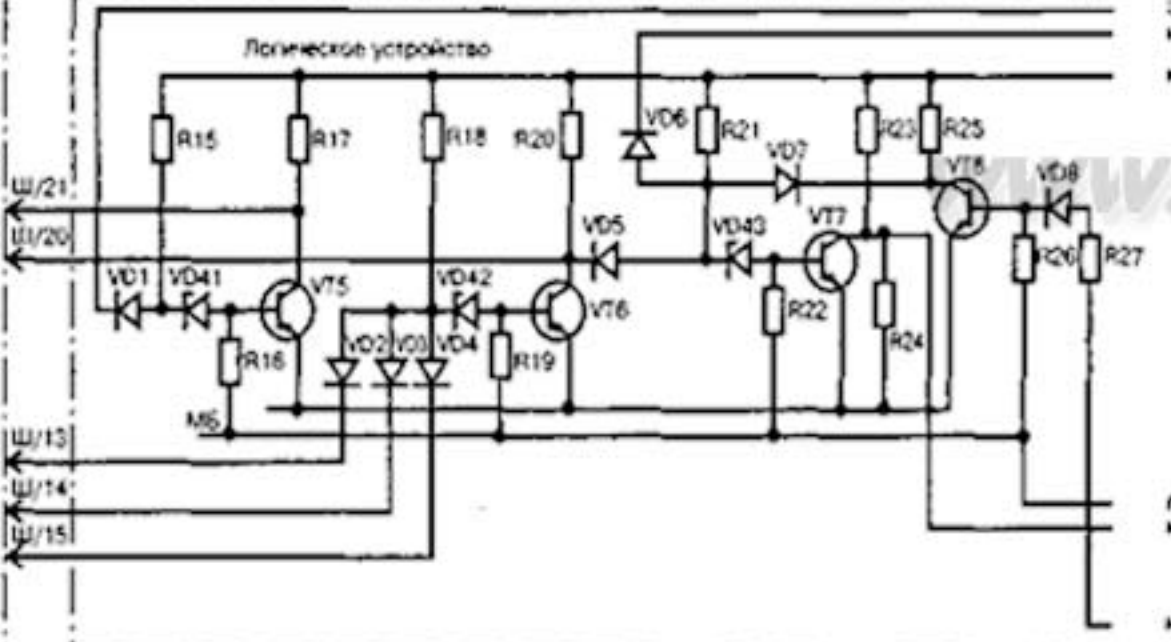 Логическое устройство
VD6
R15
R17
R18
R20
R21
R23
R25
VD7
VT8
VD8
www.
Ш/21
Ш/20
VD5
VD43
VT7
R26
R27
VD1
VD41
VT5
VD42
VT6
R22
R16
VD2
VD3
VD4
R19
R24
Ш/13
Ш/14
Ш/15